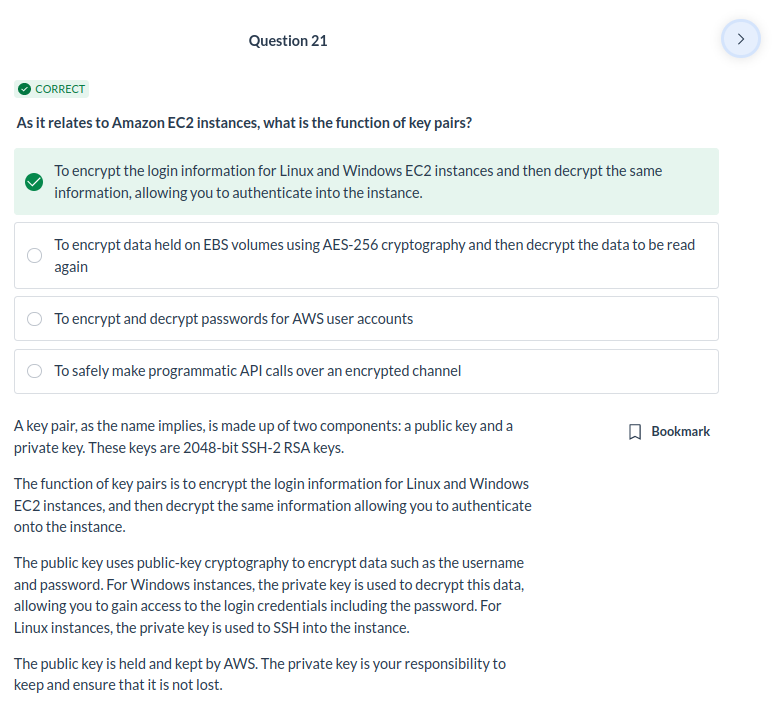 Question 21
CORRECT
As it relates to Amazon EC2 instances, what is the function of key pairs?
To encrypt the login information for Linux and Windows EC2 instances and then decrypt the same
information, allowing you to authenticate into the instance.
To encrypt data held on EBS volumes using AES-256 cryptography and then decrypt the data to be read
again
To encrypt and decrypt passwords for AWS user accounts
To safely make programmatic API calls over an encrypted channel
A key pair, as the name implies, is made up of two components: a public key and a
private key. These keys are 2048-bit SSH-2 RSA keys.
Bookmark
The function of key pairs is to encrypt the login information for Linux and Windows
EC2 instances, and then decrypt the same information allowing you to authenticate
onto the instance.
The public key uses public-key cryptography to encrypt data such as the username
and password. For Windows instances, the private key is used to decrypt this data,
allowing you to gain access to the login credentials including the password. For
Linux instances, the private key is used to SSH into the instance.
The public key is held and kept by AWS. The private key is your responsibility to
keep and ensure that it is not lost.